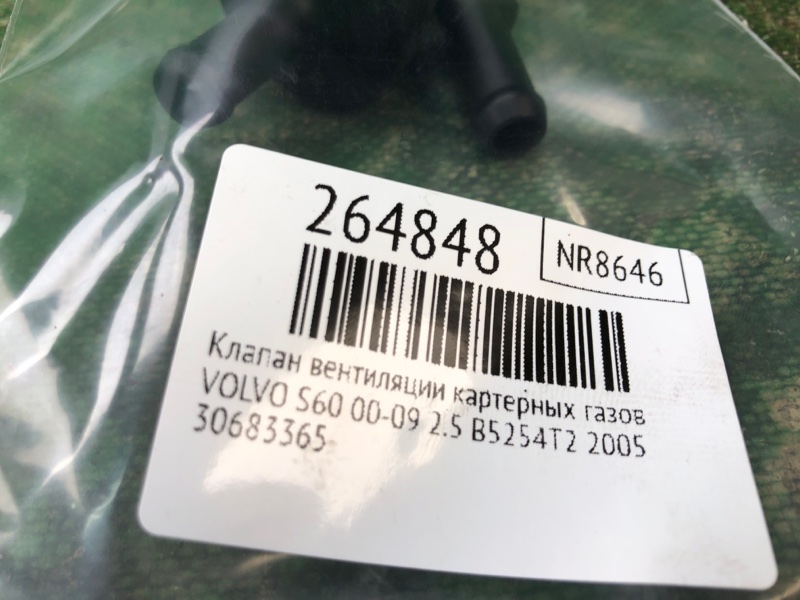 264848
NR8646
Клапан вентиляции картерных газов
VOLVO S60 00-09 2.5 B5254T2 2005
30683365